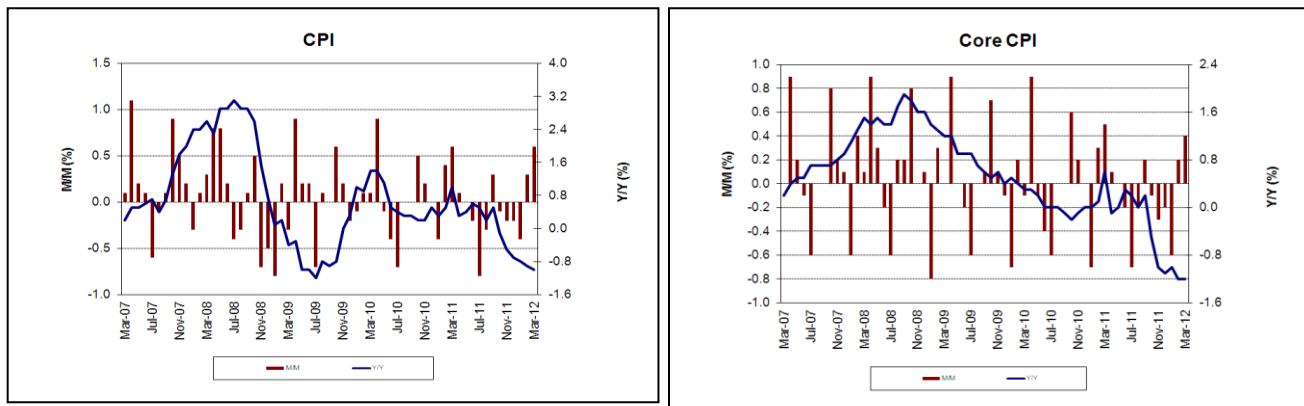 CPI
1.5
1.0
0.5
0.0
-0.5
-1.0
M/M (%)
4.0
3.2
2.4
1.6
0.8
0.0
-0.8
-1.6
Y/Y (%)
Mar-07
Jul-07
Nov-07
Mar-08
Jul-08
Nov-08
Mar-09
Jul-09
Nov-09
Mar-10
Jul-10
Nov-10
Mar-11
Jul-11
Nov-11
Mar-12
M/M
Y/Y
Core CPI
1.0
0.8
0.6
0.4
0.2
0.0
-0.2
-0.4
-0.6
-0.8
-1.0
M/M (%)
2.4
1.6
0.8
0.0
-0.8
-1.6
Y/Y (%)
Mar-07
Jul-07
Nov-07
Mar-08
Jul-08
Nov-08
Mar-09
Jul-09
Nov-09
Mar-10
Jul-10
Nov-10
Mar-11
Jul-11
Nov-11
Mar-12
M/M
Y/Y